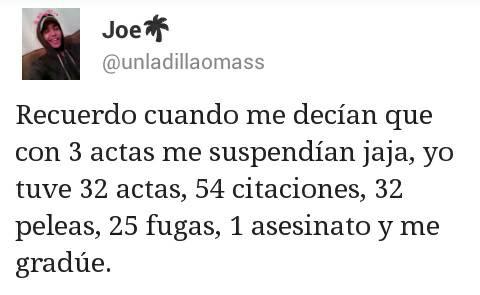 Joe🌴
@unladillaomass
Recuerdo cuando me decían que
con 3 actas me suspendían jaja, yo
tuve 32 actas, 54 citaciones, 32
peleas, 25 fugas, 1 asesinato y me
gradúe.